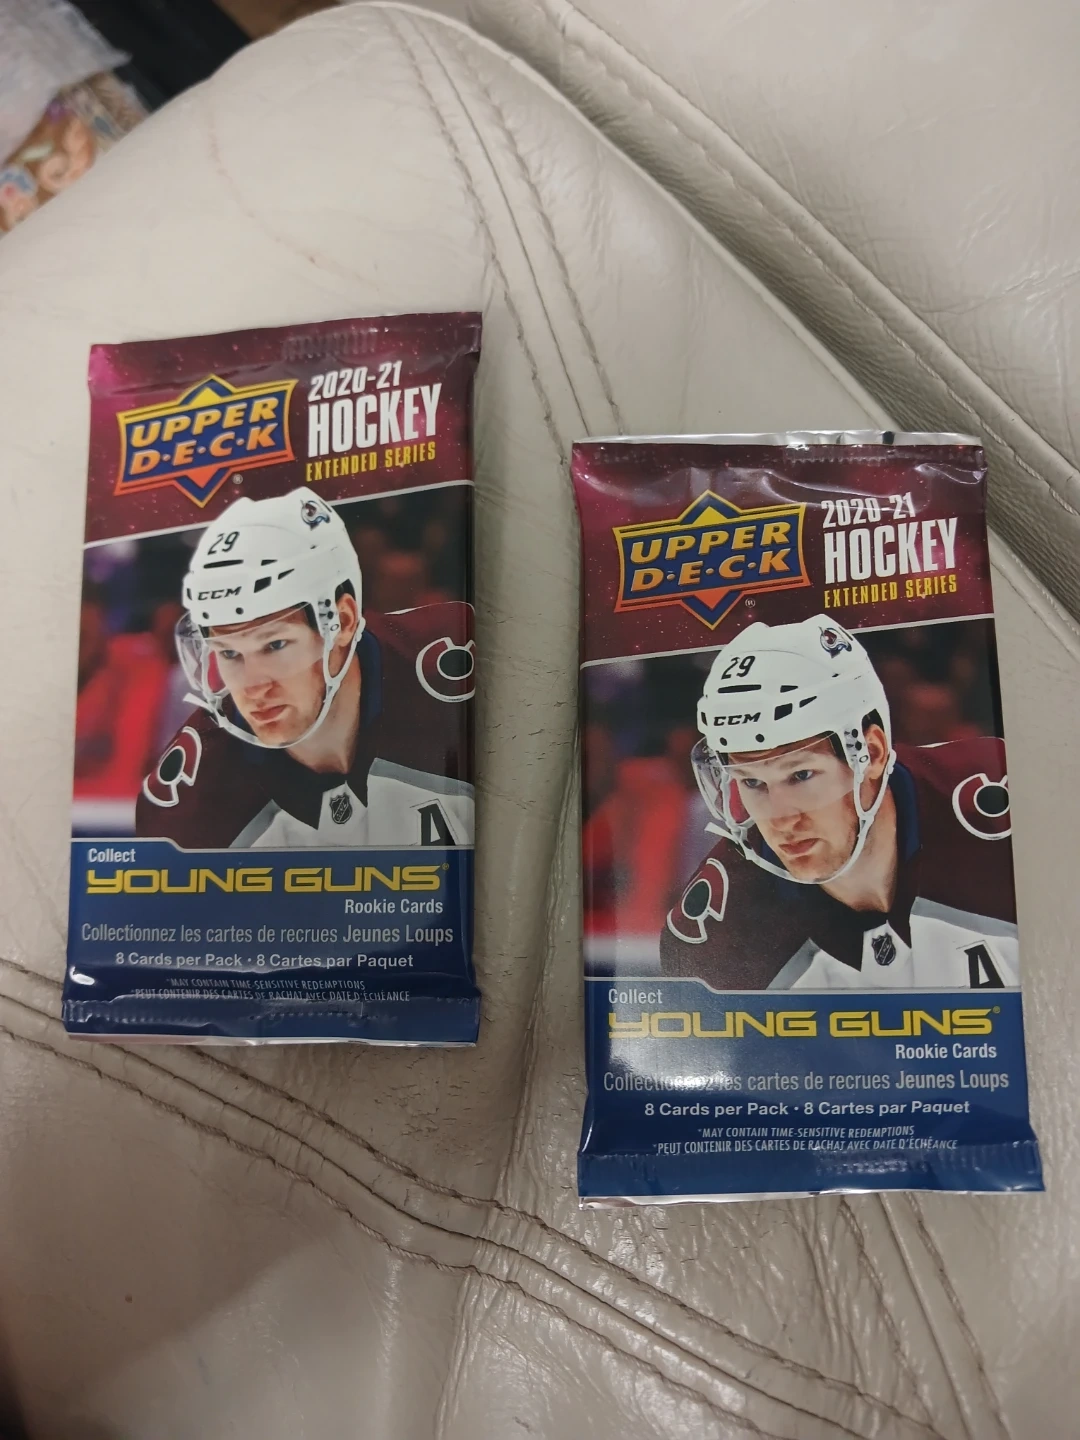 UPPER
D·E·C·K
®
2020-21
HOCKEY
EXTENDED SERIES
29
CCM
A
Collect
YOUNG GUNS®
Rookie Cards
Collectionnez les cartes de recrues Jeunes Loups
8 Cards per Pack · 8 Cartes par Paquet
*MAY CONTAIN TIME-SENSITIVE REDEMPTIONS
*PEUT CONTENIR DES CARTES DE RACHAT AVEC DATE D'ÉCHÉANCE
UPPER
D·E·C·K
®
2020-21
HOCKEY
EXTENDED SERIES
29
CCM
A
Collect
YOUNG GUNS®
Rookie Cards
Collectionnez les cartes de recrues Jeunes Loups
8 Cards per Pack · 8 Cartes par Paquet
*MAY CONTAIN TIME-SENSITIVE REDEMPTIONS
*PEUT CONTENIR DES CARTES DE RACHAT AVEC DATE D'ÉCHÉANCE